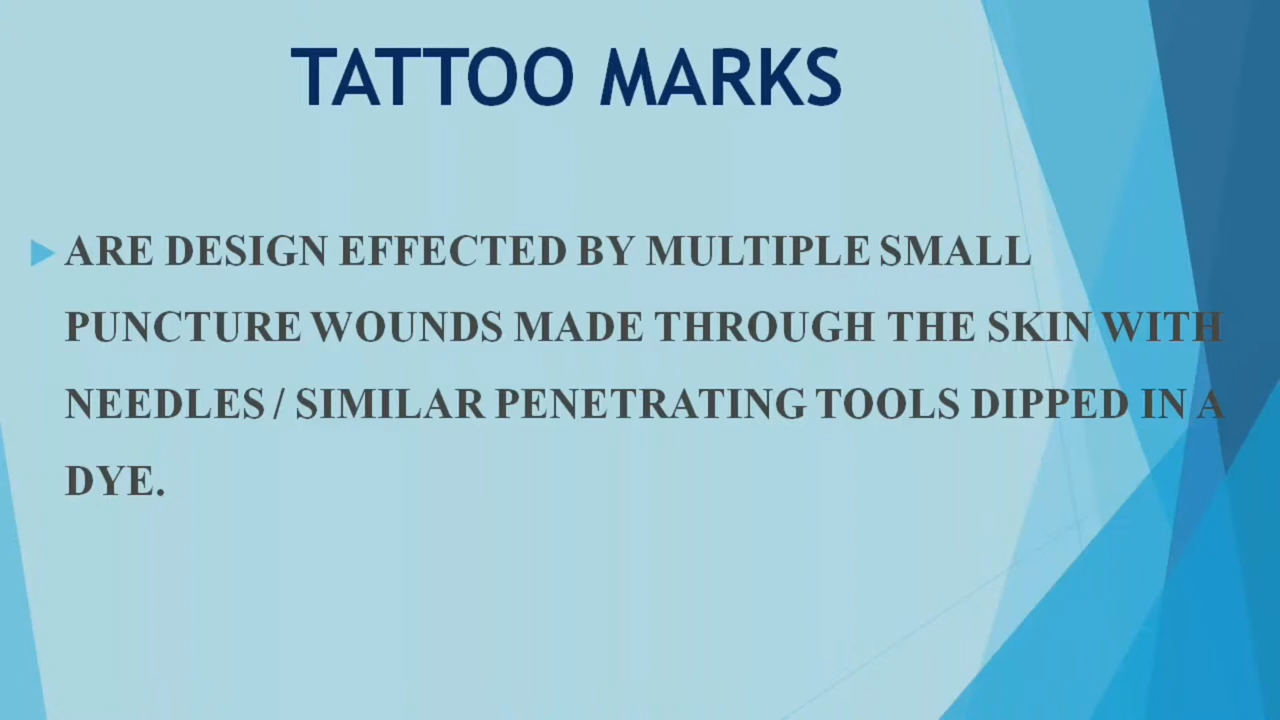 TATTOO MARKS
ARE DESIGN EFFECTED BY MULTIPLE SMALL
PUNCTURE WOUNDS MADE THROUGH THE SKIN WITH
NEEDLES / SIMILAR PENETRATING TOOLS DIPPED IN A
DYE.